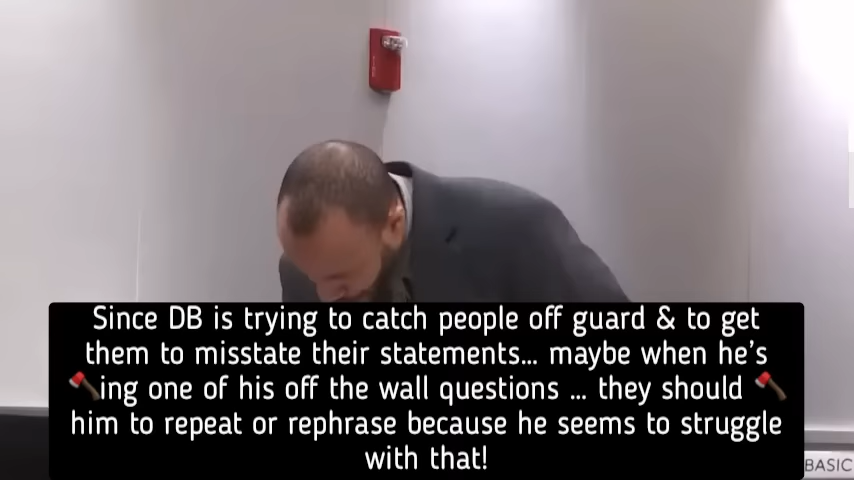 Since DB is trying to catch people off guard & to get
them to misstate their statements... maybe when he's
🪓ing one of his off the wall questions ... they should 🪓
him to repeat or rephrase because he seems to struggle
with that!
BASIC